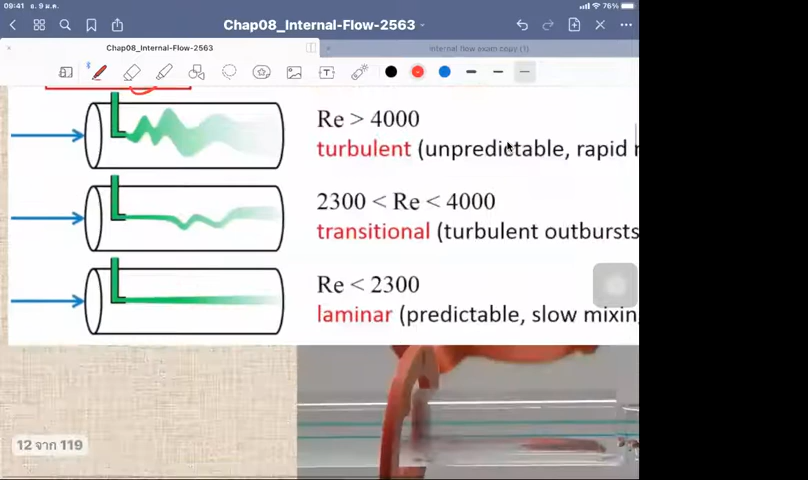 09:41 อ. 9 ม.ค.
76%
Chap08_Internal-Flow-2563
Chap08_Internal-Flow-2563
Internal flow exam copy (1)
Re > 4000
turbulent (unpredictable, rapid
2300 < Re < 4000
transitional (turbulent outbursts
Re < 2300
laminar (predictable, slow mixin
12 จาก 119